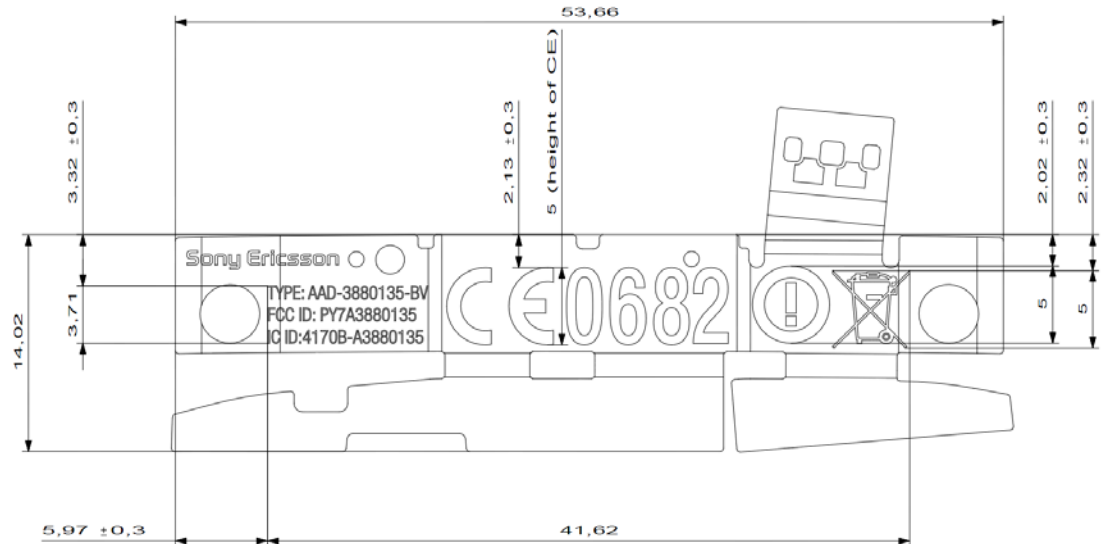 53,66
3,32 ±0,3
2,13 ±0,3
5 (height of CE)
2,02 ±0,3
2,32 ±0,3
Sony Ericsson
TYPE: AAD-3880135-BV
FCC ID: PY7A3880135
IC ID:4170B-A3880135
CE0682
3,71
14,02
5
5
5,97 ±0,3
41,62